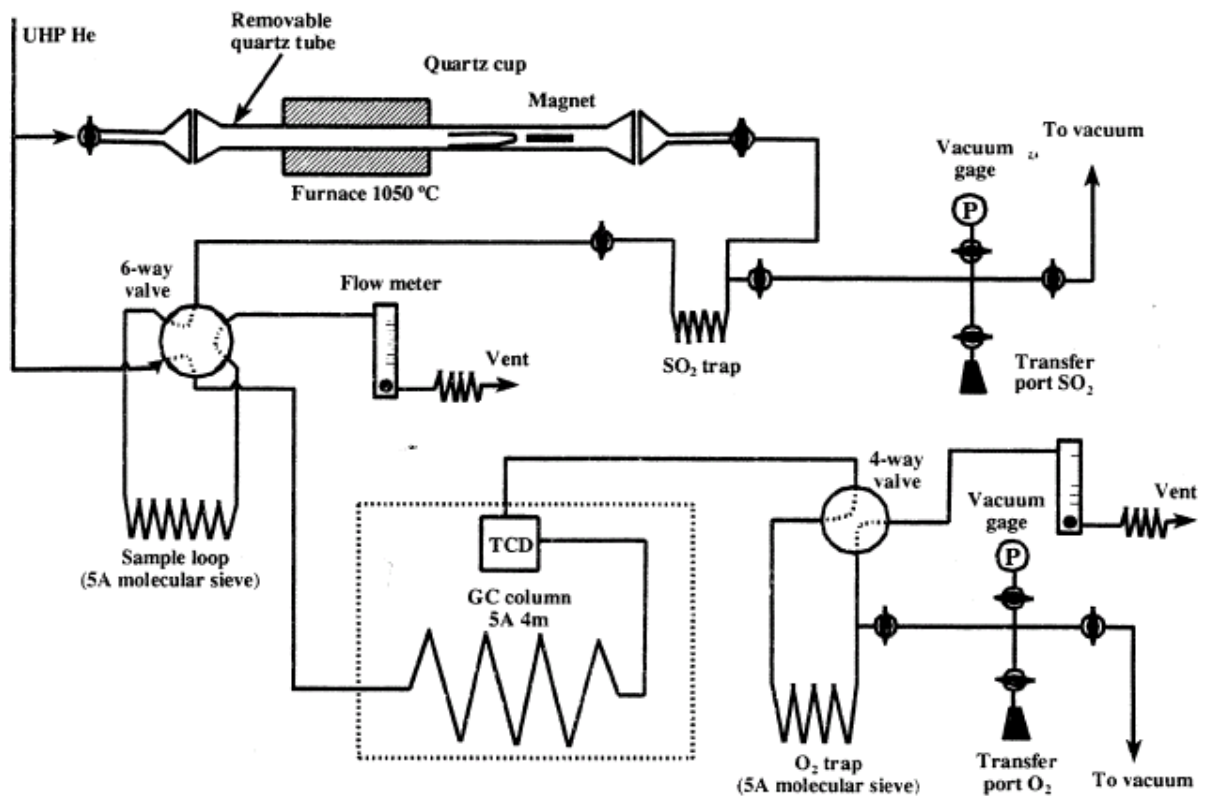 UHP He
Removable
quartz tube
Quartz cup
Magnet
Furnace 1050 °C
To vacuum
Vacuum
gage
P
6-way
valve
Flow meter
Vent
SO₂ trap
Transfer
port SO₂
Sample loop
(5A molecular sieve)
TCD
GC column
5A 4m
4-way
valve
Vacuum
gage
P
Vent
O₂ trap
(5A molecular sieve)
Transfer
port O₂
To vacuum